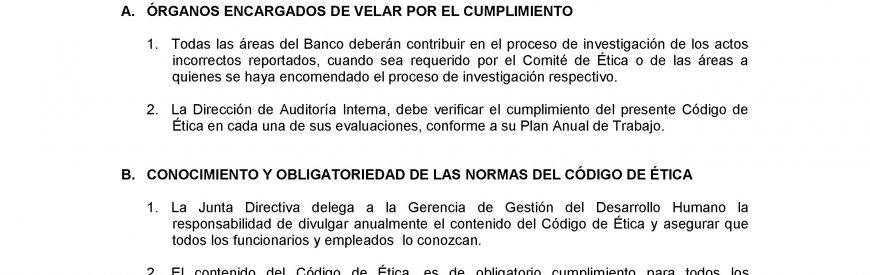 A. ÓRGANOS ENCARGADOS DE VELAR POR EL CUMPLIMIENTO
1. Todas las áreas del Banco deberán contribuir en el proceso de investigación de los actos
incorrectos reportados, cuando sea requerido por el Comité de Ética o de las áreas a
quienes se haya encomendado el proceso de investigación respectivo.
2. La Dirección de Auditoría Interna, debe verificar el cumplimiento del presente Código de
Ética en cada una de sus evaluaciones, conforme a su Plan Anual de Trabajo.
B. CONOCIMIENTO Y OBLIGATORIEDAD DE LAS NORMAS DEL CÓDIGO DE ÉTICA
1. La Junta Directiva delega a la Gerencia de Gestión del Desarrollo Humano la
responsabilidad de divulgar anualmente el contenido del Código de Ética y asegurar que
todos los funcionarios y empleados lo conozcan.
2. El contenido del Código de Ética, es de obligatorio cumplimiento para todos los